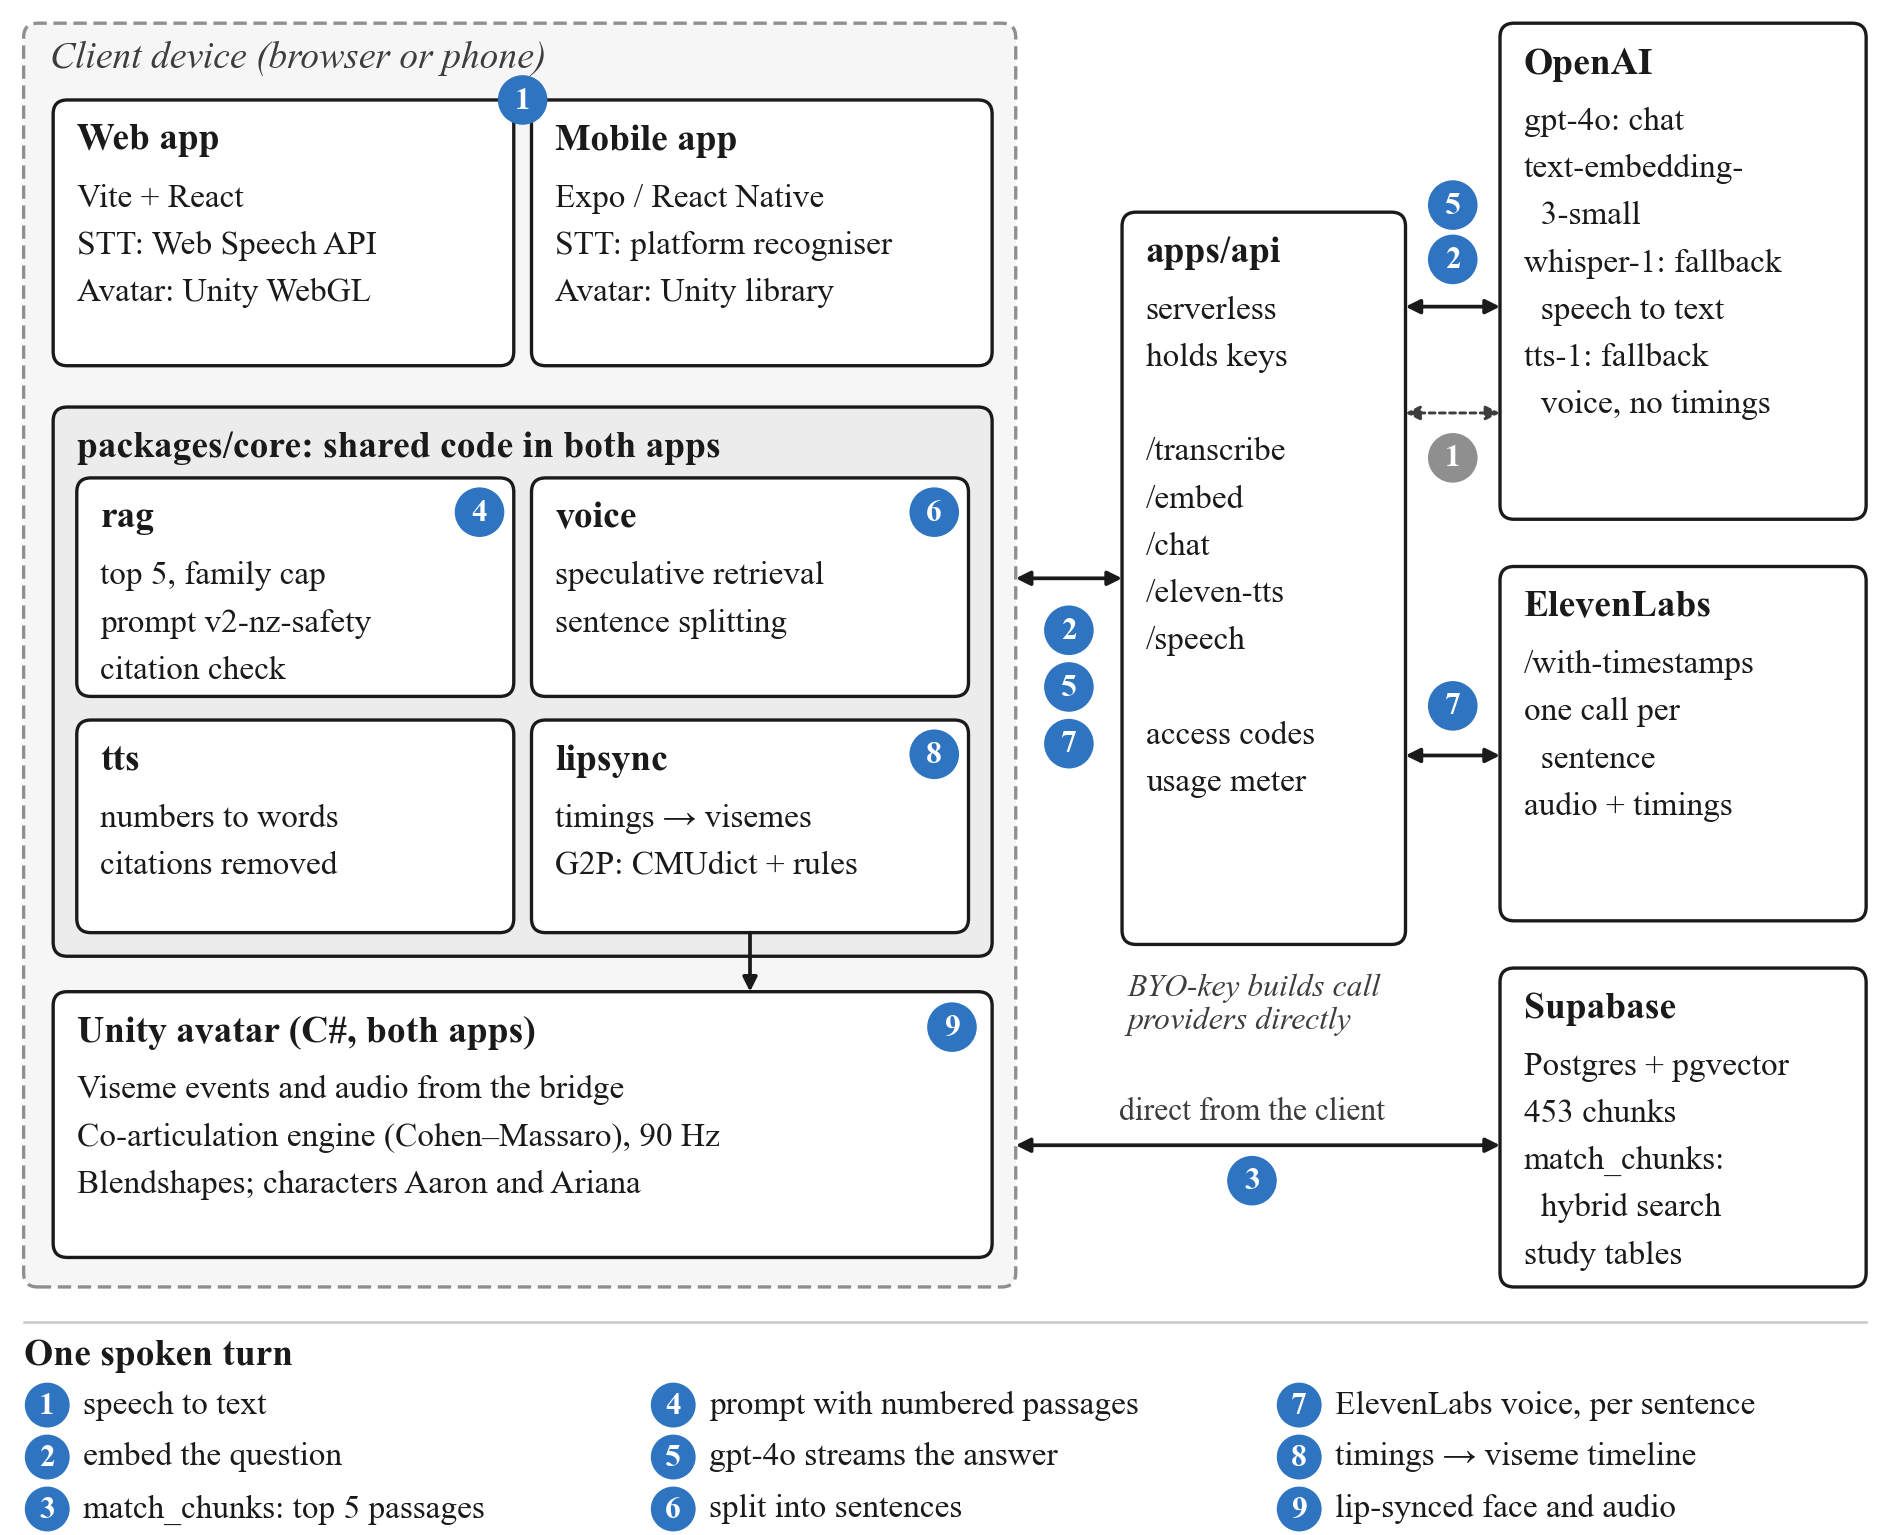 Client device (browser or phone)
1
Web app
Vite + React
STT: Web Speech API
Avatar: Unity WebGL
Mobile app
Expo / React Native
STT: platform recogniser
Avatar: Unity library
packages/core: shared code in both apps
rag
4
top 5, family cap
prompt v2-nz-safety
citation check
voice
6
speculative retrieval
sentence splitting
tts
numbers to words
citations removed
lipsync
8
timings → visemes
G2P: CMUdict + rules
Unity avatar (C#, both apps)
9
Viseme events and audio from the bridge
Co-articulation engine (Cohen–Massaro), 90 Hz
Blendshapes; characters Aaron and Ariana
2
5
7
apps/api
serverless
holds keys
/transcribe
/embed
/chat
/eleven-tts
/speech
access codes
usage meter
BYO-key builds call
providers directly
direct from the client
3
5
2
1
7
OpenAI
gpt-4o: chat
text-embedding-
3-small
whisper-1: fallback
speech to text
tts-1: fallback
voice, no timings
ElevenLabs
/with-timestamps
one call per
sentence
audio + timings
Supabase
Postgres + pgvector
453 chunks
match_chunks:
hybrid search
study tables
One spoken turn
1 speech to text
2 embed the question
3 match_chunks: top 5 passages
4 prompt with numbered passages
5 gpt-4o streams the answer
6 split into sentences
7 ElevenLabs voice, per sentence
8 timings → viseme timeline
9 lip-synced face and audio